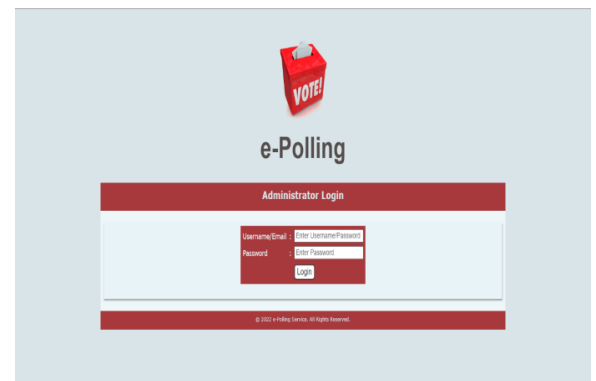 VOTE!
e-Polling
Administrator Login
Username/Email : Enter Username/Password
Password : Enter Password
Login
© 2022 e-Polling Service. All Rights Reserved.